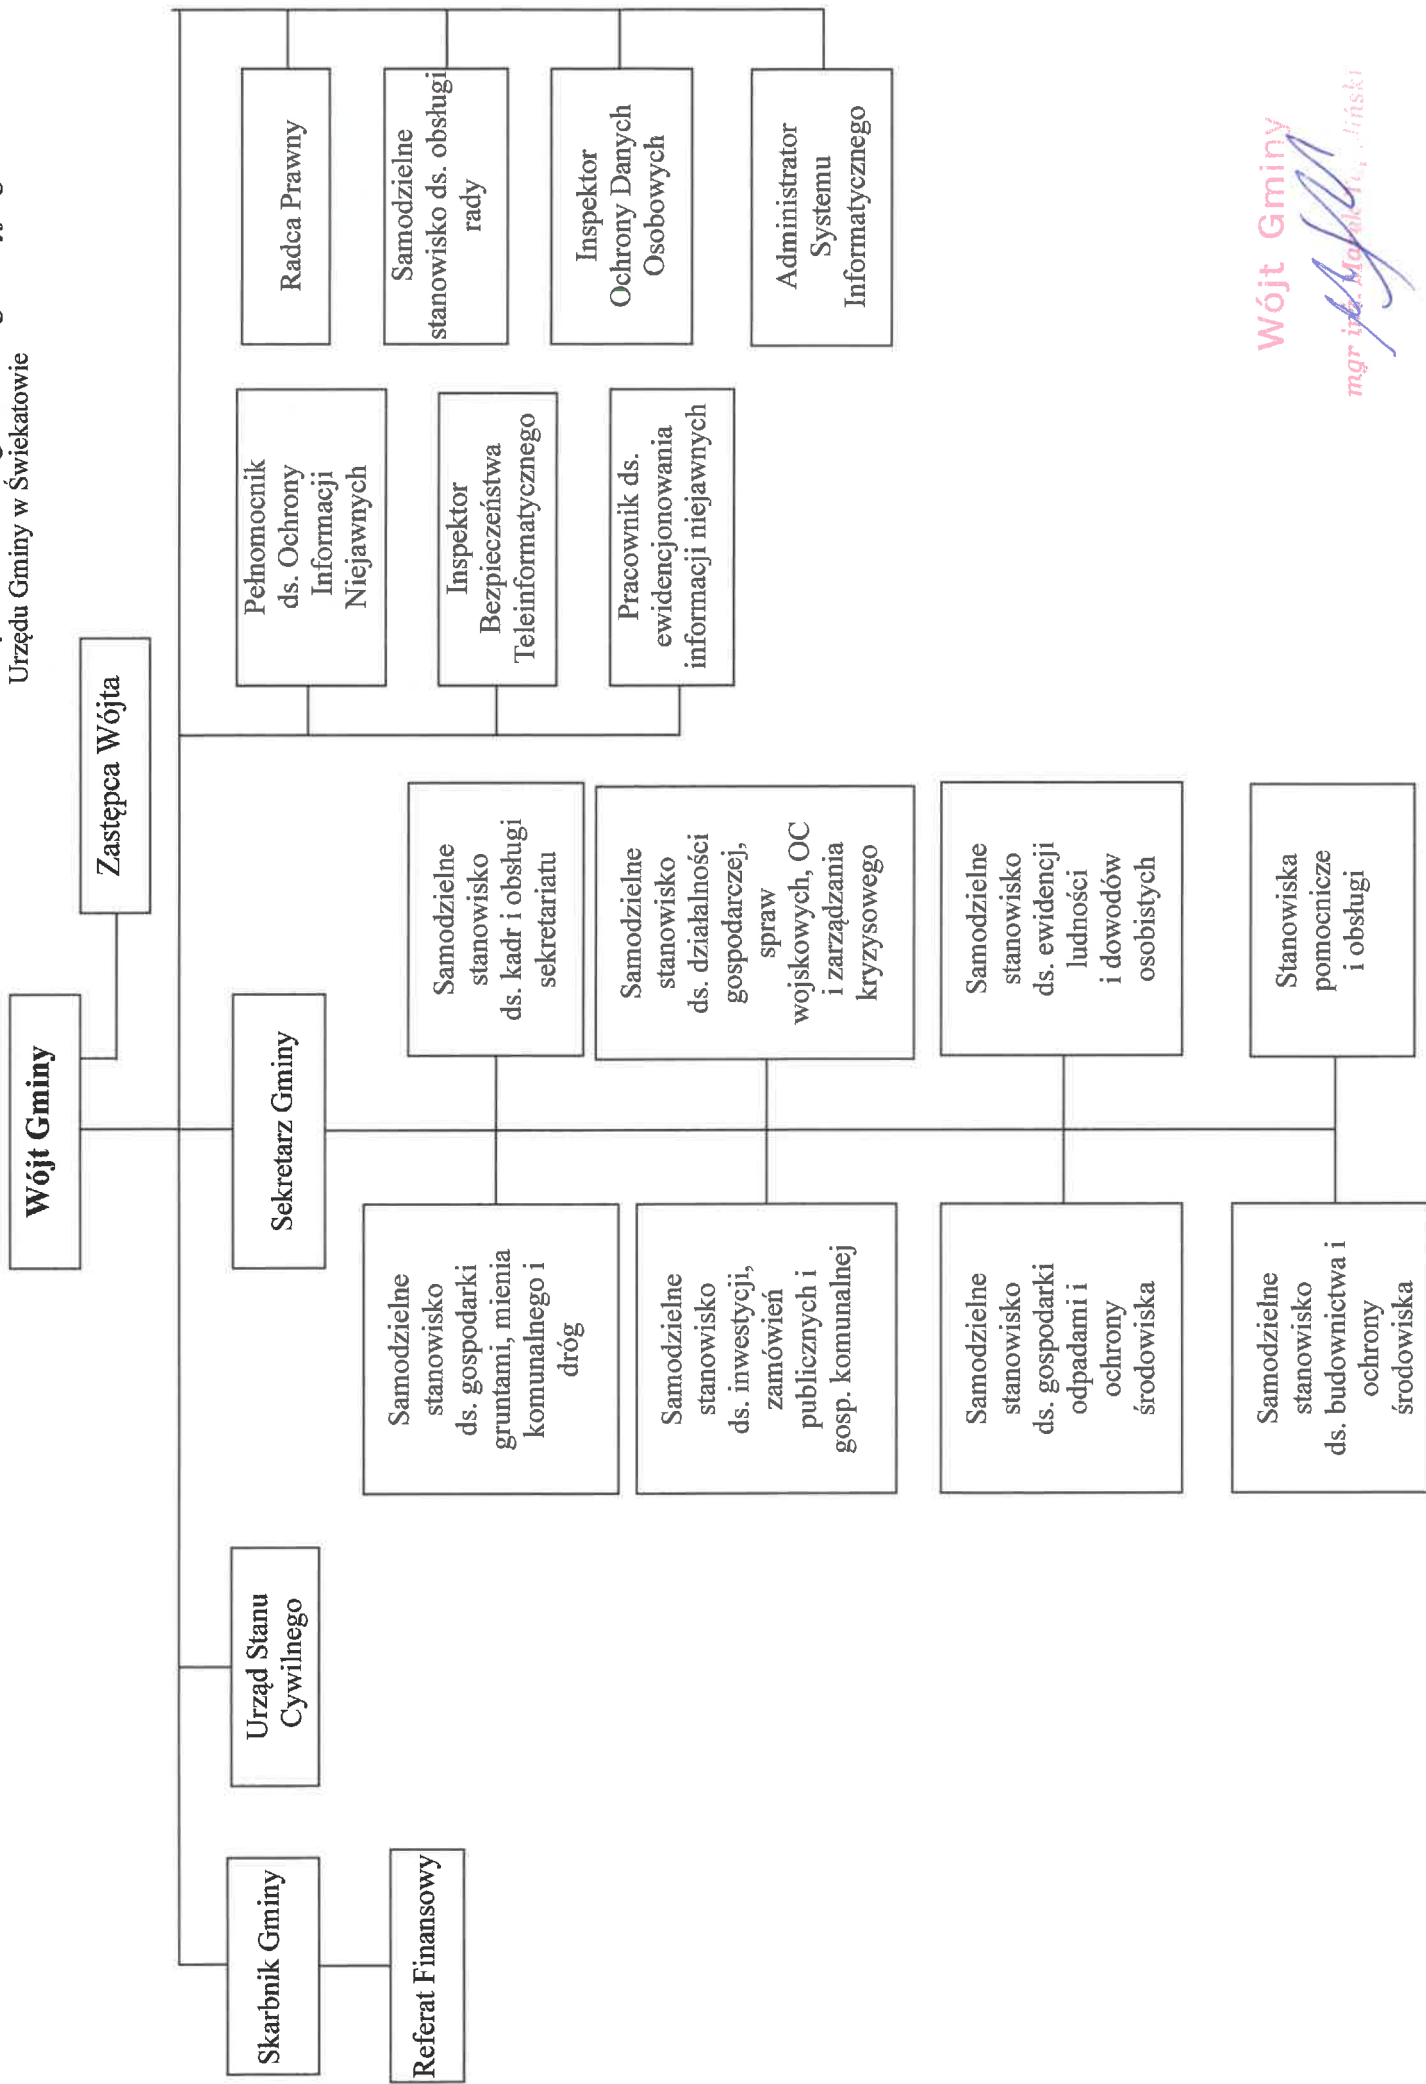 Urzędu Gminy w Świekatowie
Wójt Gminy
Zastępca Wójta
Skarbnik Gminy
Referat Finansowy
Urząd Stanu
Cywilnego
Sekretarz Gminy
Samodzielne
stanowisko
ds. gospodarki
gruntami, mienia
komunalnego i
dróg
Samodzielne
stanowisko
ds. kadr i obsługi
sekretariatu
Samodzielne
stanowisko
ds. inwestycji,
zamówień
publicznych i
gosp. komunalnej
Samodzielne
stanowisko
ds. działalności
gospodarczej,
spraw
wojskowych, OC
i zarządzania
kryzysowego
Samodzielne
stanowisko
ds. gospodarki
odpadami i
ochrony
środowiska
Samodzielne
stanowisko
ds. ewidencji
ludności
i dowodów
osobistych
Samodzielne
stanowisko
ds. budownictwa i
ochrony
środowiska
Stanowiska
pomocnicze
i obsługi
Pełnomocnik
ds. Ochrony
Informacji
Niejawnych
Inspektor
Bezpieczeństwa
Teleinformatycznego
Pracownik ds.
ewidencjonowania
informacji niejawnych
Radca Prawny
Samodzielne
stanowisko ds. obsługi
rady
Inspektor
Ochrony Danych
Osobowych
Administrator
Systemu
Informatycznego
Wójt Gminy
mgr inż. Marek